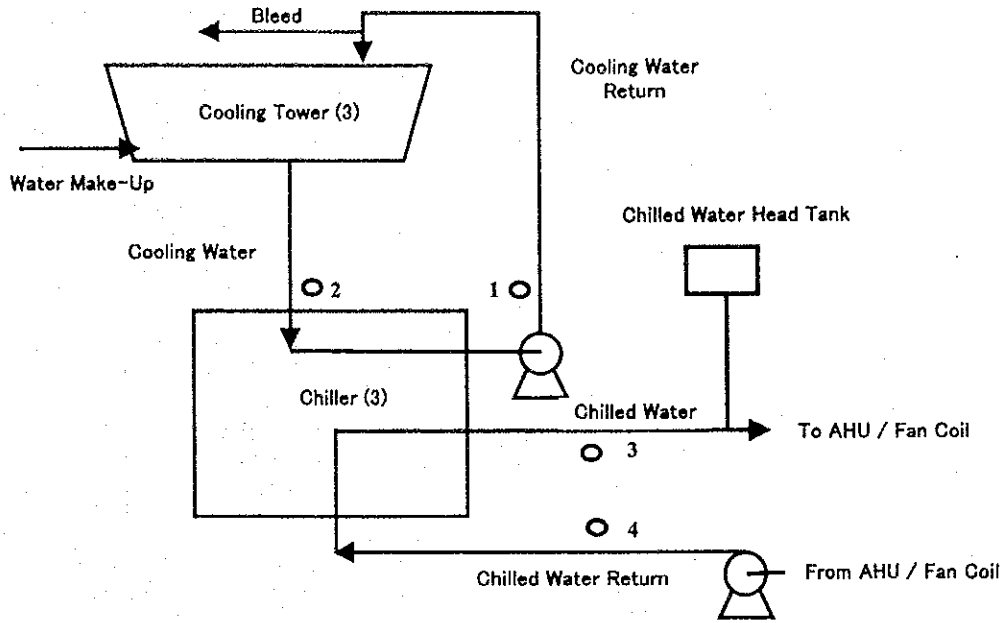 Bleed
Cooling Water
Return
Cooling Tower (3)
Water Make-Up
Chilled Water Head Tank
Cooling Water
2
1
Chiller (3)
Chilled Water
To AHU / Fan Coil
3
4
Chilled Water Return
From AHU / Fan Coil